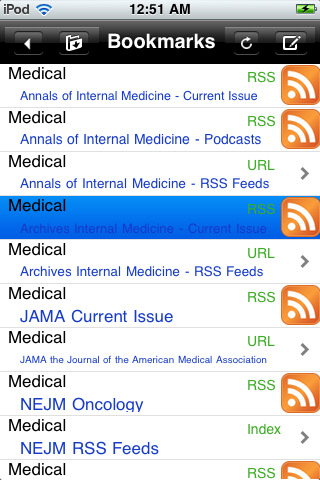 iPod 12:51 AM
Bookmarks
Medical RSS
Annals of Internal Medicine - Current Issue
Medical RSS
Annals of Internal Medicine - Podcasts
Medical URL
Annals of Internal Medicine - RSS Feeds
Medical RSS
Archives Internal Medicine - Current Issue
Medical URL
Archives Internal Medicine - RSS Feeds
Medical RSS
JAMA Current Issue
Medical URL
JAMA the Journal of the American Medical Association
Medical RSS
NEJM Oncology
Medical Index
NEJM RSS Feeds
Medical RSS